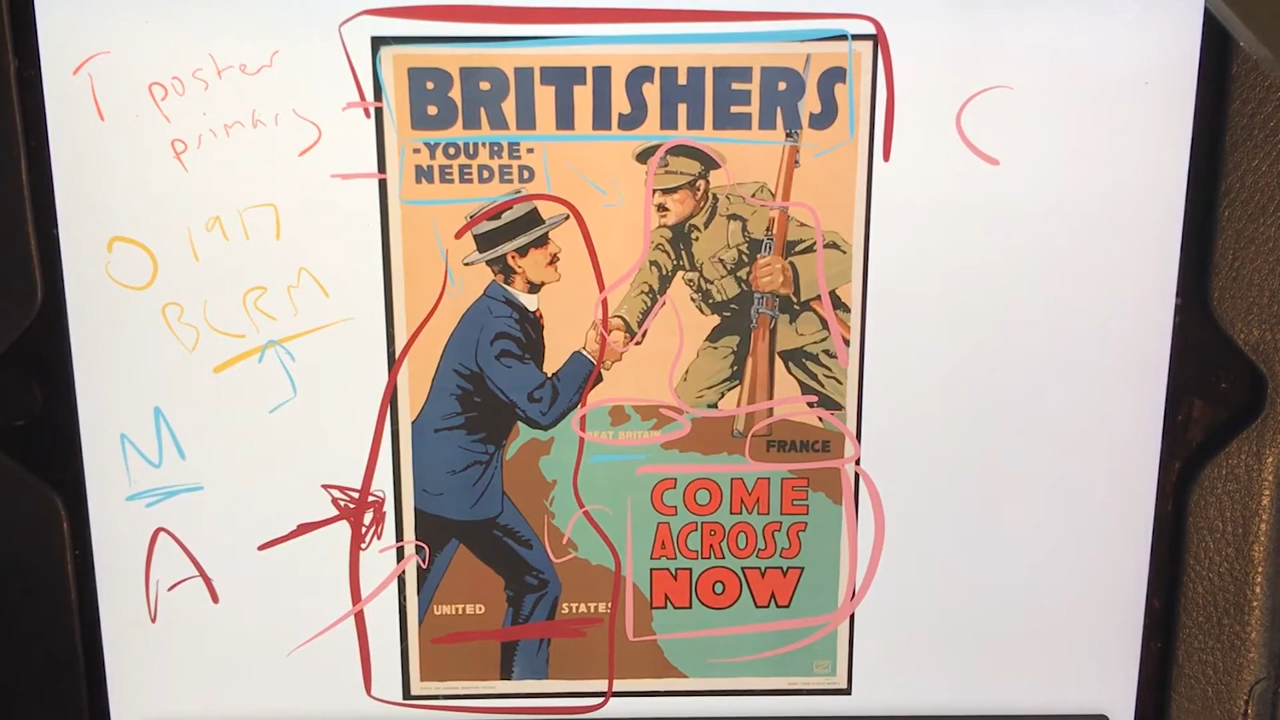 T poster
primary
O 1917
BCRM
M
A
C
BRITISHERS
-YOU'RE-
NEEDED
GREAT BRITAIN
FRANCE
COME
ACROSS
NOW
UNITED STATES